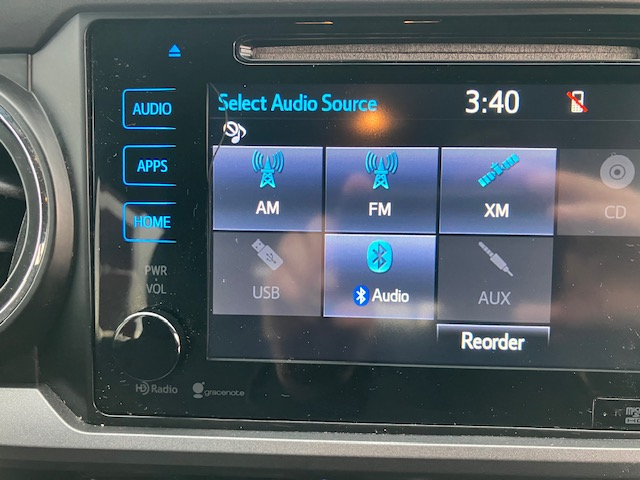 Select Audio Source 3:40
AUDIO
APPS
HOME
AM FM XM CD
USB Audio AUX
Reorder
PWR
VOL
HD Radio gracenote